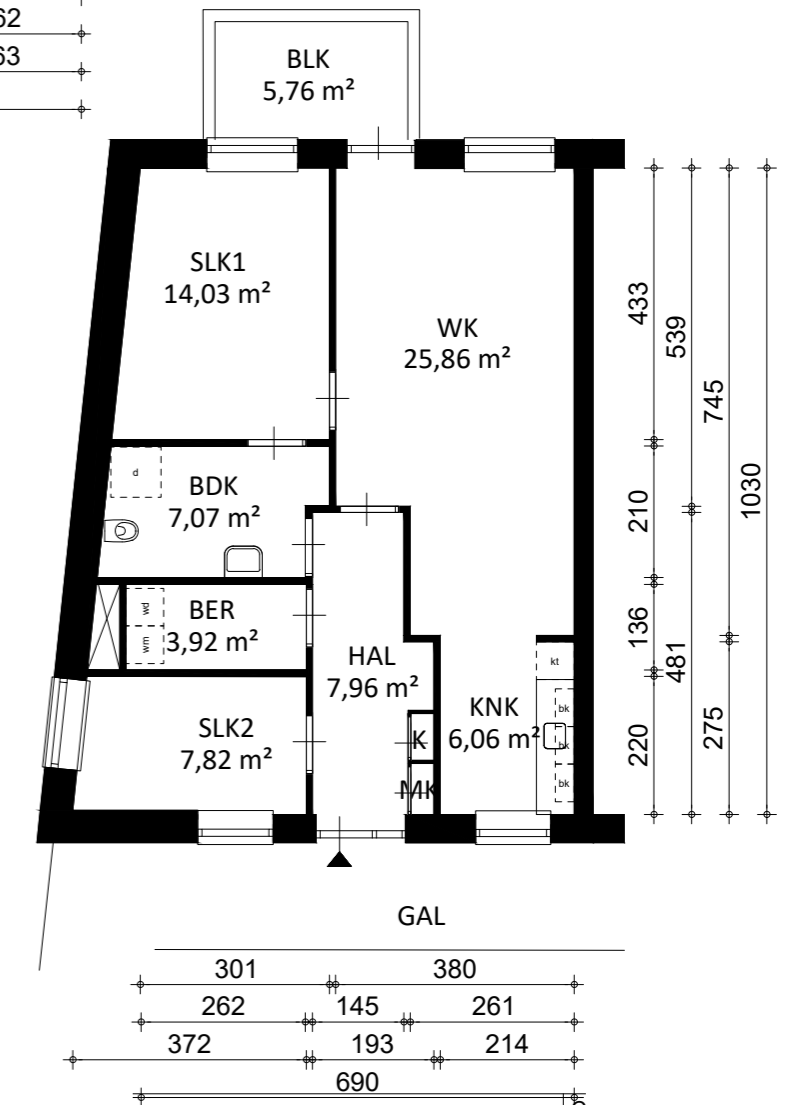 62
63
BLK
5,76 m²
SLK1
14,03 m²
WK
25,86 m²
433
539
745
1030
d
BDK
7,07 m²
210
wd
wm
BER
3,92 m²
136
481
HAL
7,96 m²
kt
KNK
6,06 m²
bk
bk
bk
275
220
SLK2
7,82 m²
K
MK
GAL
301 380
262 145 261
372 193 214
690